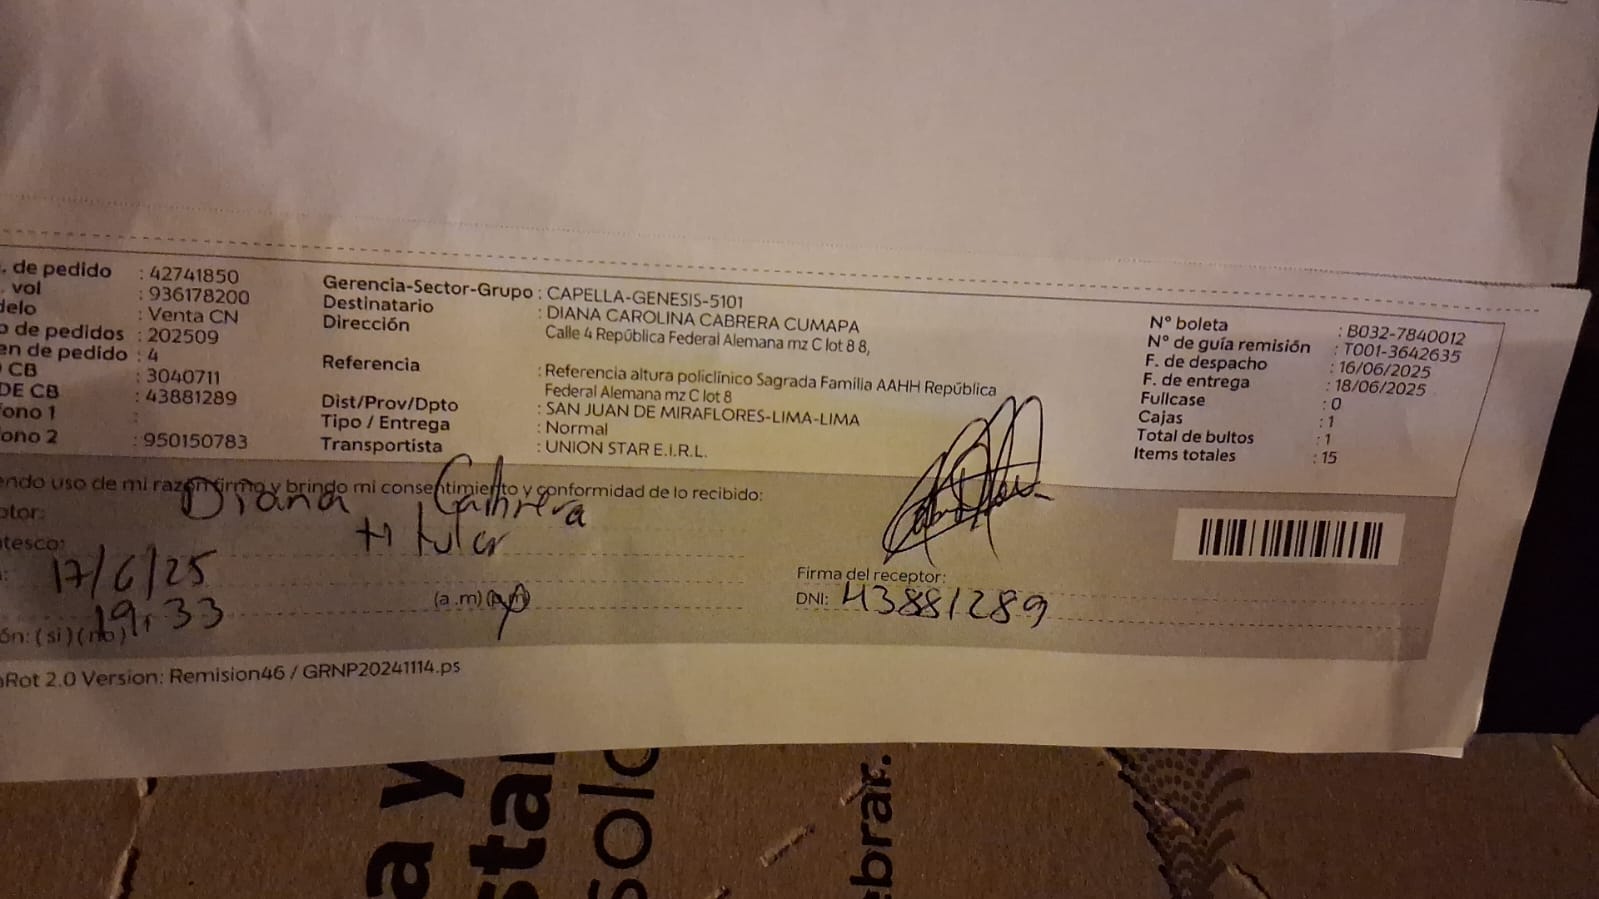 . de pedido : 42741850
. vol : 936178200
delo : Venta CN
o de pedidos : 202509
en de pedido : 4
CB : 3040711
DE CB : 43881289
fono 1 :
ono 2 : 950150783
Gerencia-Sector-Grupo : CAPELLA-GENESIS-5101
Destinatario : DIANA CAROLINA CABRERA CUMAPA
Dirección Calle 4 República Federal Alemana mz C lot 8 8,
Referencia : Referencia altura policlínico Sagrada Familia AAHH República
Federal Alemana mz C lot 8
Dist/Prov/Dpto : SAN JUAN DE MIRAFLORES-LIMA-LIMA
Tipo / Entrega : Normal
Transportista : UNION STAR E.I.R.L.
N° boleta : B032-7840012
N° de guía remisión : T001-3642635
F. de despacho : 16/06/2025
F. de entrega : 18/06/2025
Fullcase : 0
Cajas : 1
Total de bultos : 1
Items totales : 15
endo uso de mi razón firmo y brindo mi consentimiento y conformidad de lo recibido:
ptor: Diana Cabrera
tesco: titular
: 17/6/25
19:33 (a.m) (p.m)
ón: (si) (no)
Firma del receptor:
DNI: 43881289
Rot 2.0 Version: Remision46 / GRNP20241114.ps
a y
star
solo
ebrar.